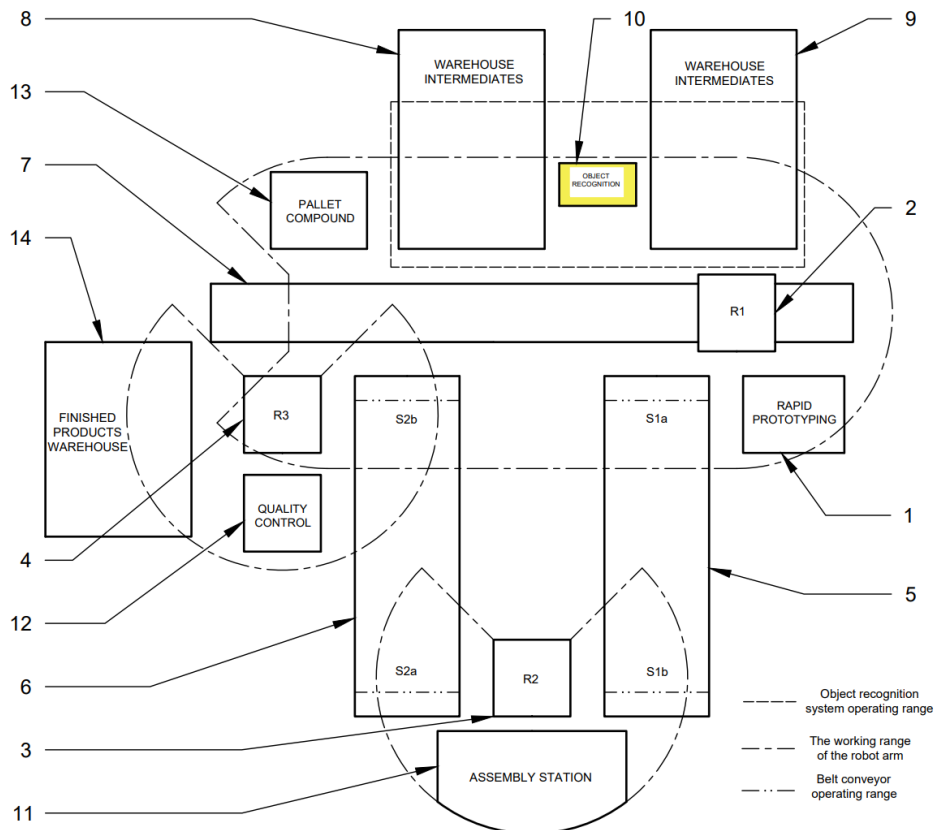 8
10
9
WAREHOUSE
INTERMEDIATES
WAREHOUSE
INTERMEDIATES
13
OBJECT
RECOGNITION
7
PALLET
COMPOUND
2
14
R1
FINISHED
PRODUCTS
WAREHOUSE
R3
S2b
S1a
RAPID
PROTOTYPING
QUALITY
CONTROL
1
4
5
12
6
S2a
R2
S1b
Object recognition
system operating range
3
The working range
of the robot arm
ASSEMBLY STATION
Belt conveyor
operating range
11